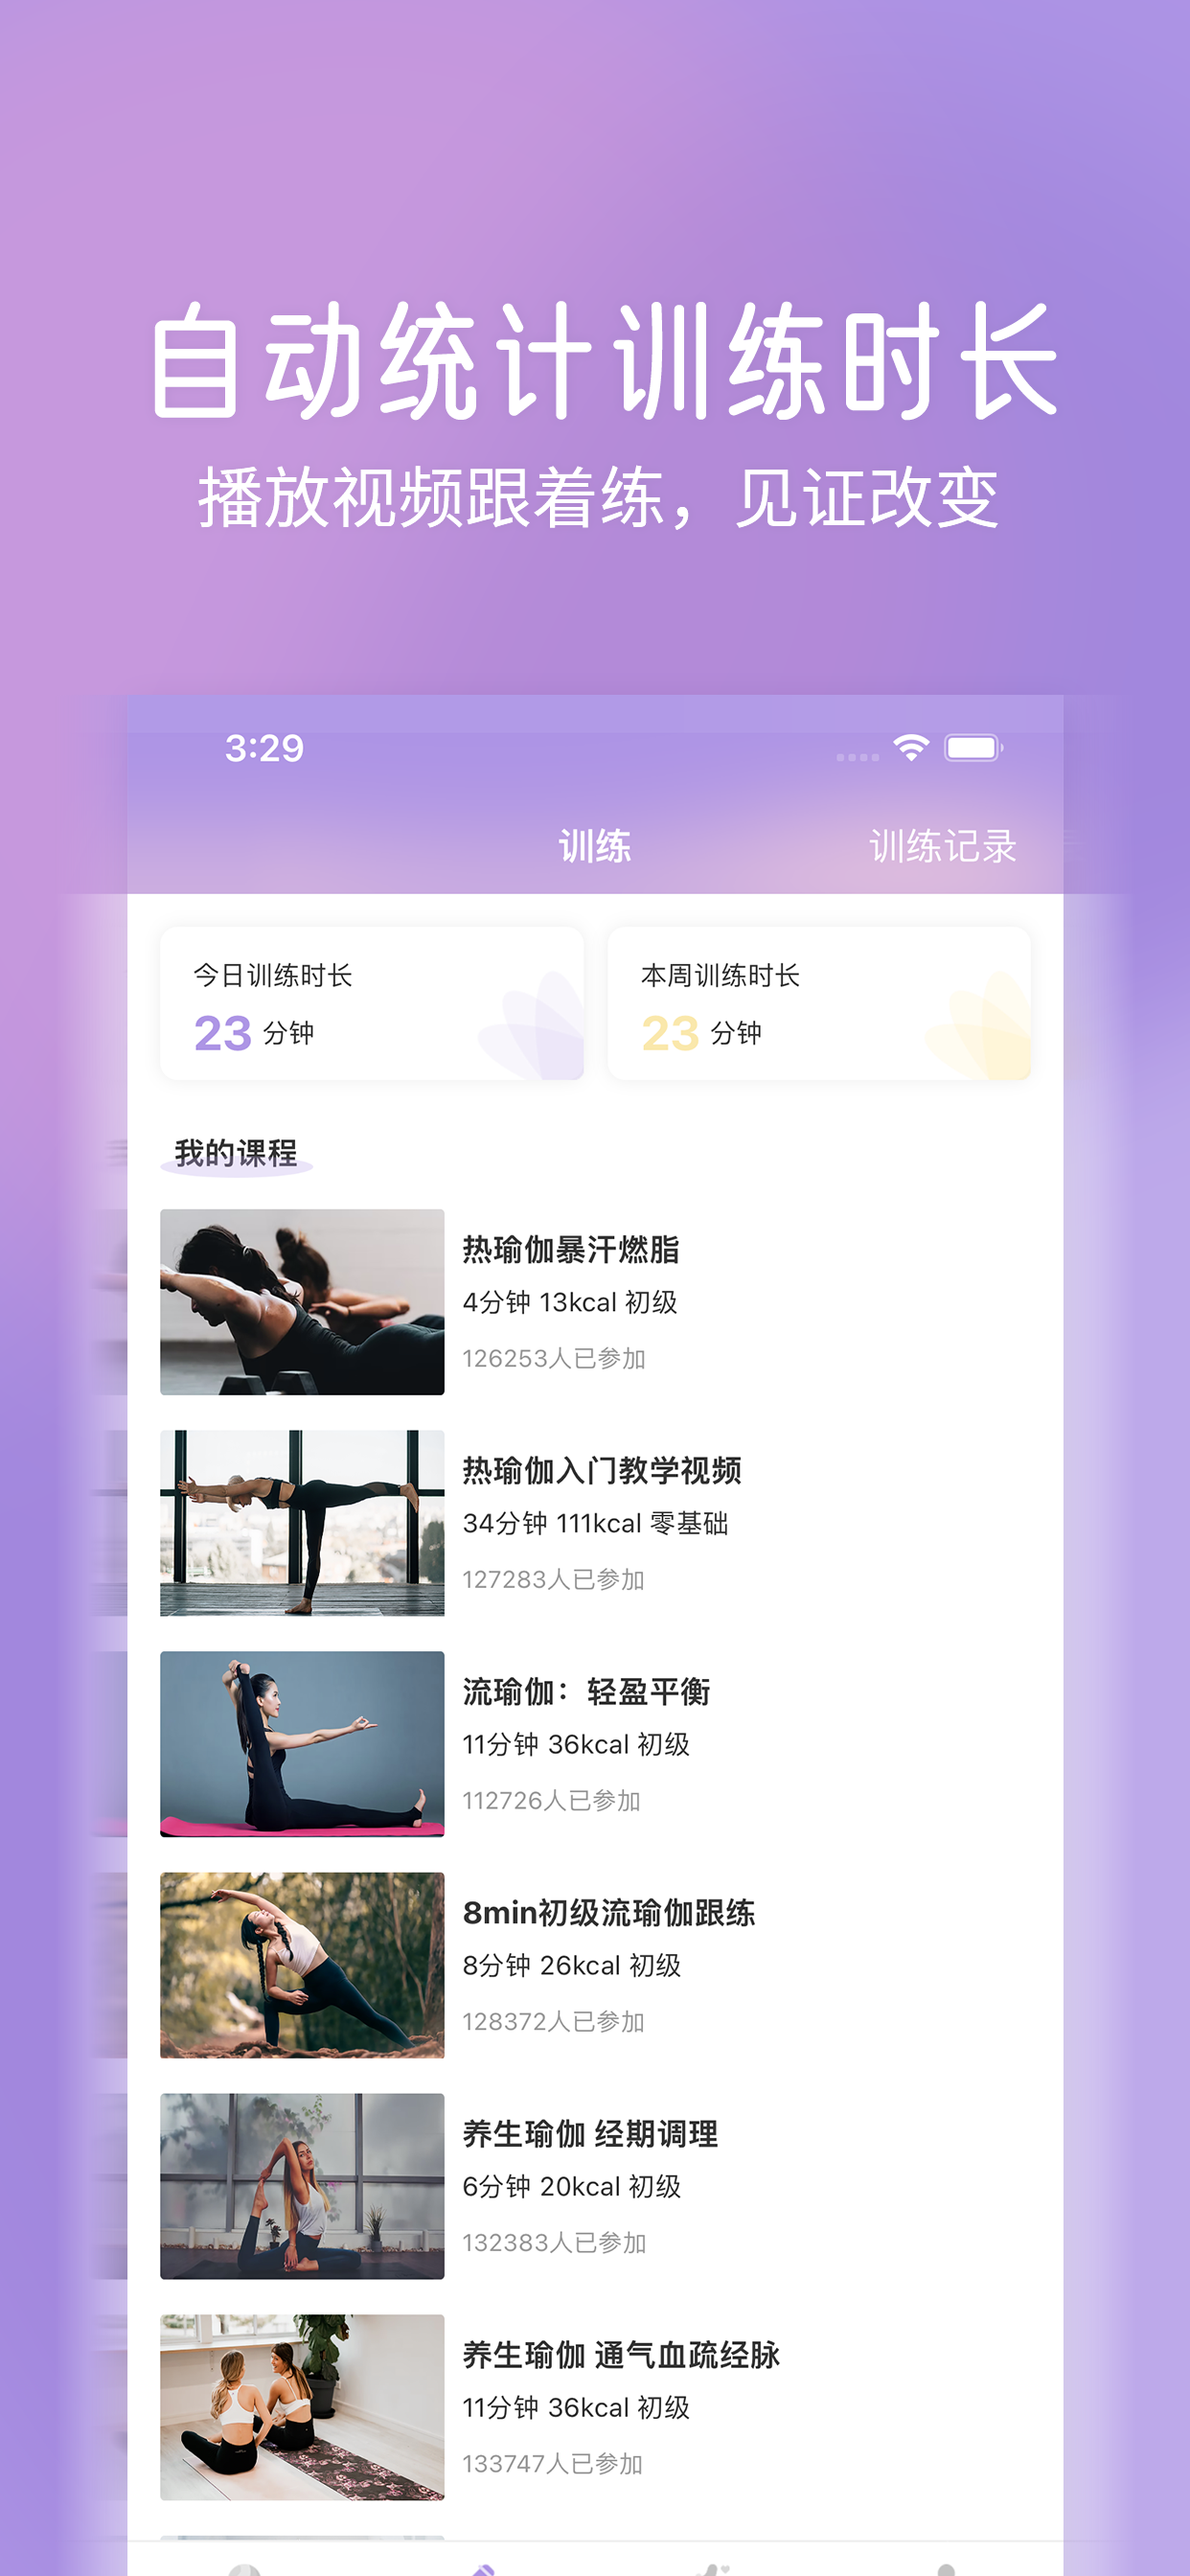 自动统计训练时长
播放视频跟着练，见证改变
3:29
训练
训练记录
今日训练时长
23 分钟
本周训练时长
23 分钟
我的课程
热瑜伽暴汗燃脂
4分钟 13kcal 初级
126253人已参加
热瑜伽入门教学视频
34分钟 111kcal 零基础
127283人已参加
流瑜伽：轻盈平衡
11分钟 36kcal 初级
112726人已参加
8min初级流瑜伽跟练
8分钟 26kcal 初级
128372人已参加
养生瑜伽 经期调理
6分钟 20kcal 初级
132383人已参加
养生瑜伽 通气血疏经脉
11分钟 36kcal 初级
133747人已参加